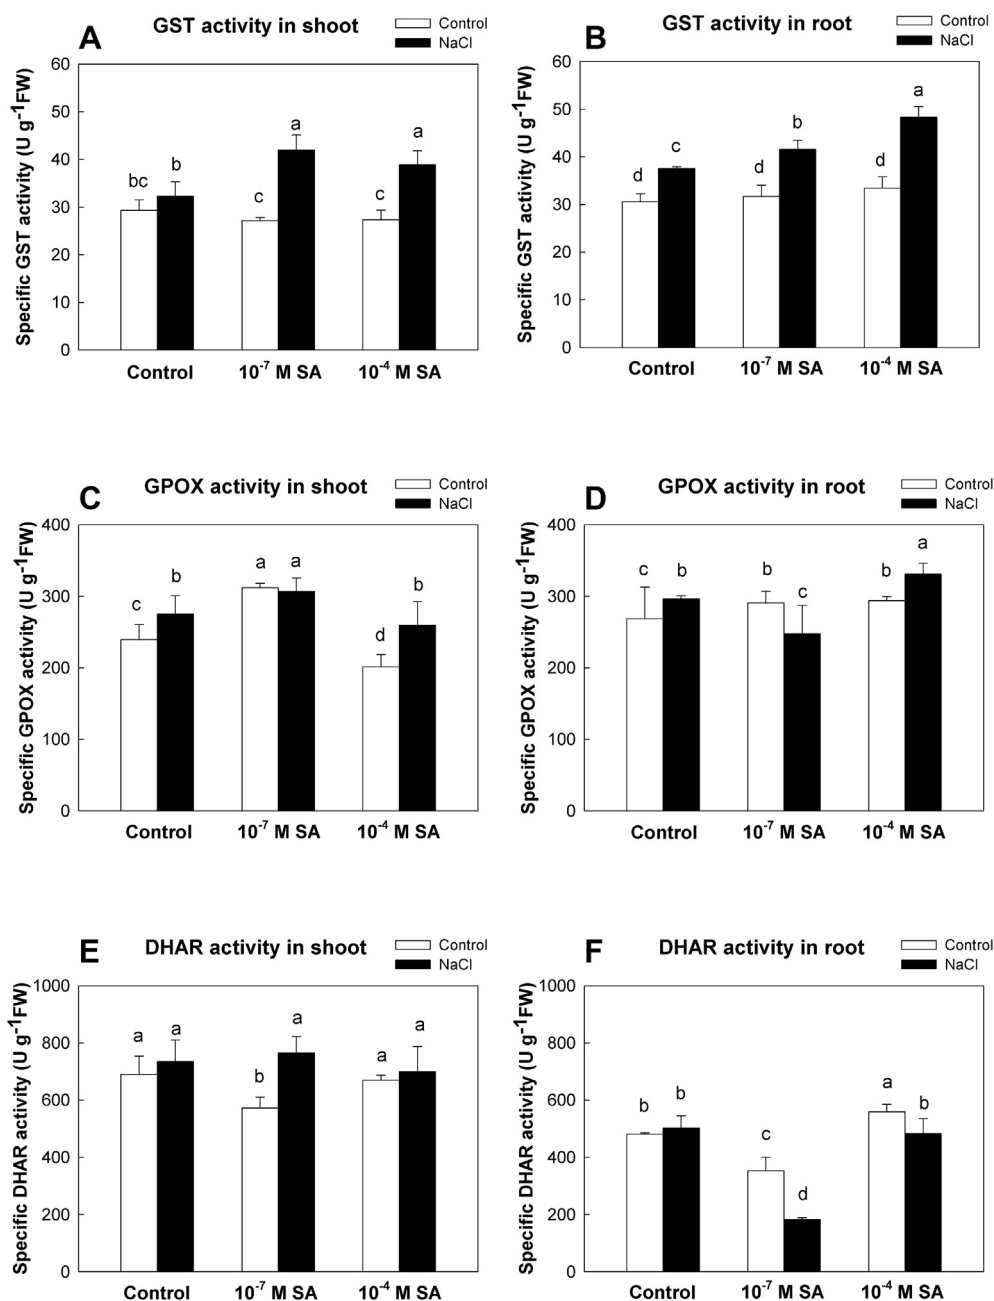 A GST activity in shoot Control
NaCl
Specific GST activity (U g-1FW)
60
50
40
30
20
10
0
bc b c a c a
Control 10-7 M SA 10-4 M SA
B GST activity in root Control
NaCl
Specific GST activity (U g-1FW)
60
50
40
30
20
10
0
d c d b d a
Control 10-7 M SA 10-4 M SA
C GPOX activity in shoot Control
NaCl
Specific GPOX activity (U g-1FW)
400
300
200
100
0
c b a a d b
Control 10-7 M SA 10-4 M SA
D GPOX activity in root Control
NaCl
Specific GPOX activity (U g-1FW)
400
300
200
100
0
c b b c b a
Control 10-7 M SA 10-4 M SA
E DHAR activity in shoot Control
NaCl
Specific DHAR activity (U g-1FW)
1000
800
600
400
200
0
a a b a a a
Control 10-7 M SA 10-4 M SA
F DHAR activity in root Control
NaCl
Specific DHAR activity (U g-1FW)
1000
800
600
400
200
0
b b c d a b
Control 10-7 M SA 10-4 M SA